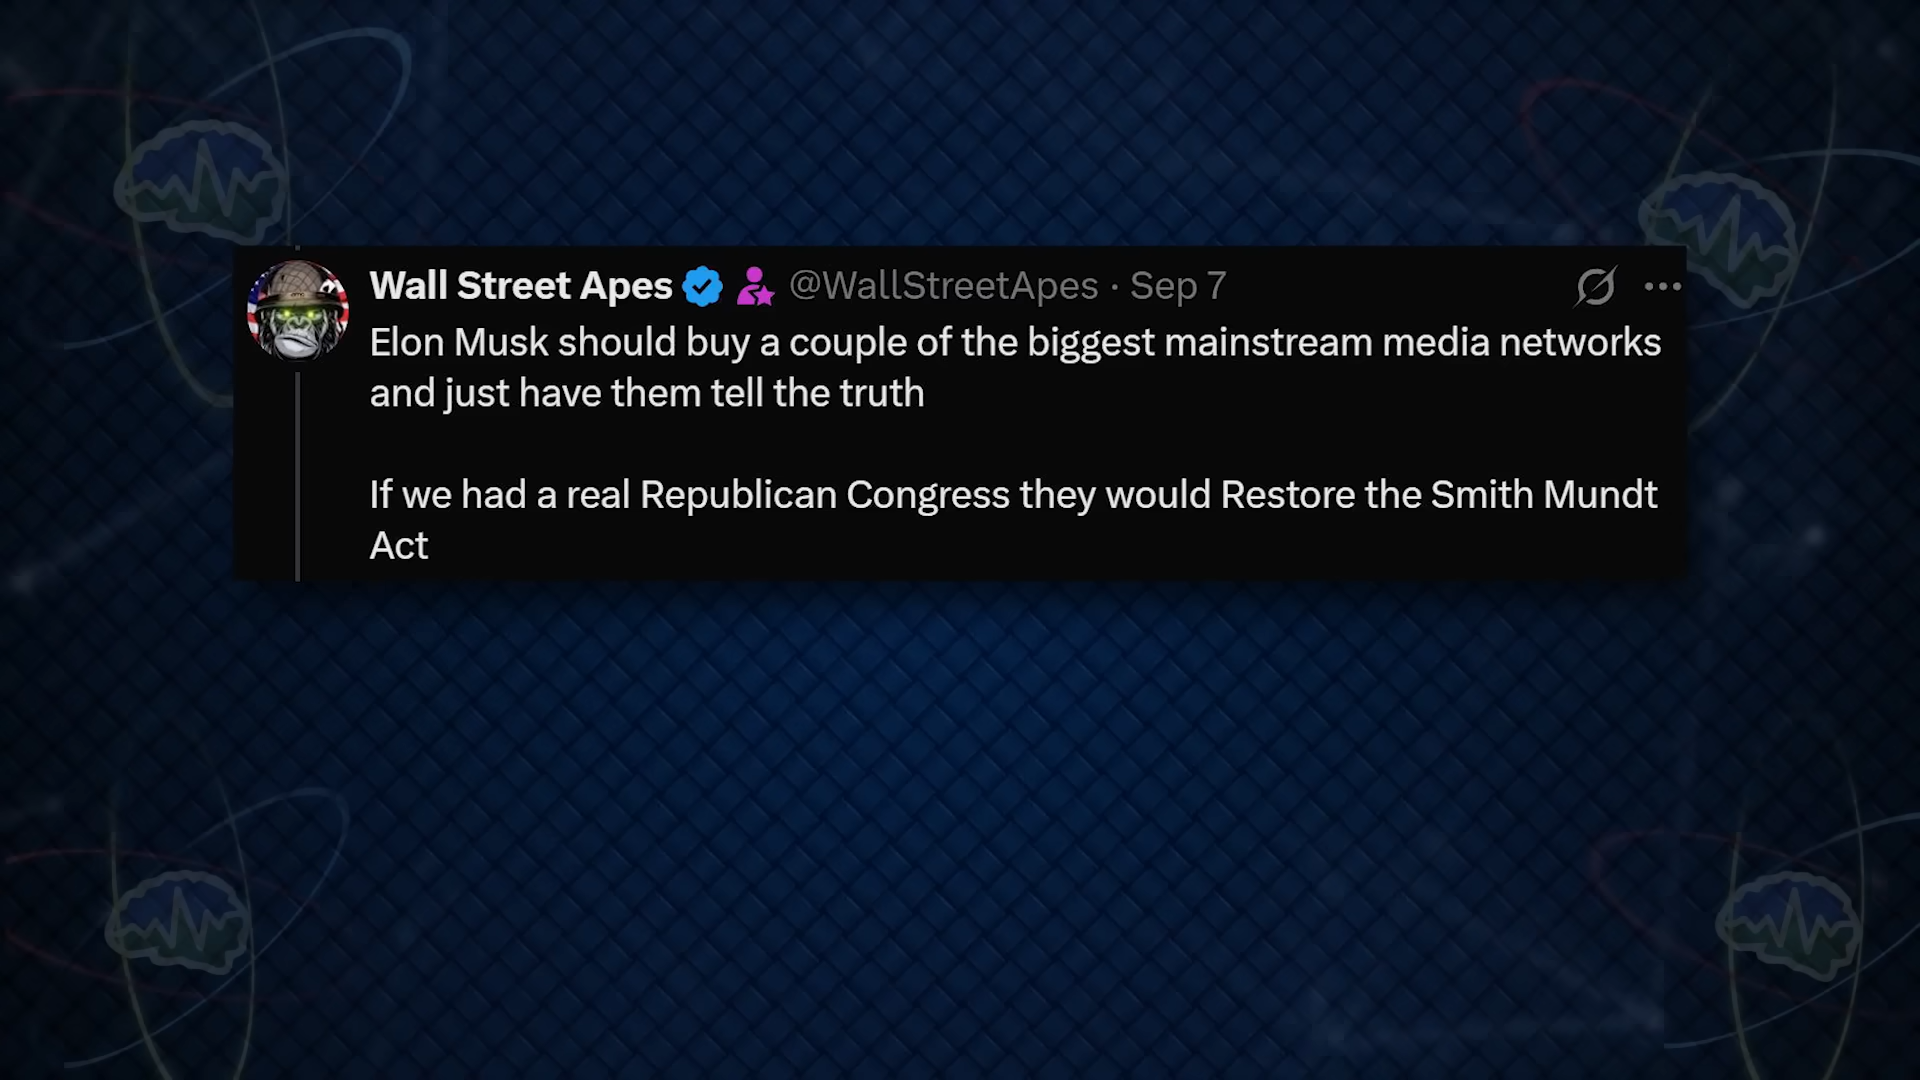 Wall Street Apes @WallStreetApes · Sep 7
Elon Musk should buy a couple of the biggest mainstream media networks
and just have them tell the truth
If we had a real Republican Congress they would Restore the Smith Mundt
Act